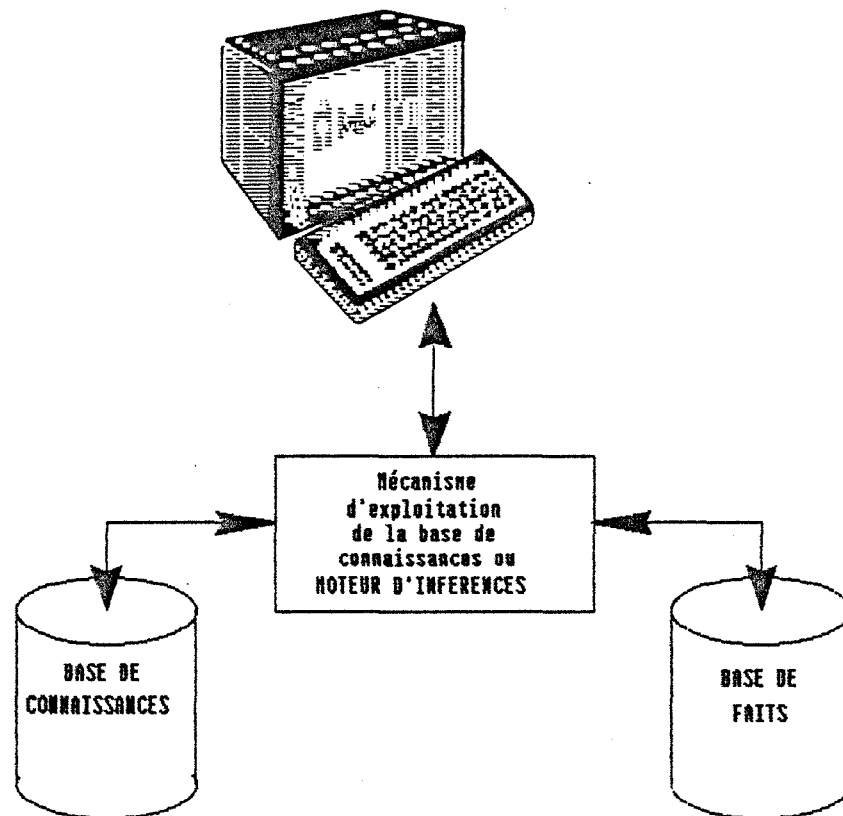 Mécanisme
d'exploitation
de la base de
connaissances ou
MOTEUR D'INFERENCES
BASE DE
CONNAISSANCES
BASE DE
FAITS